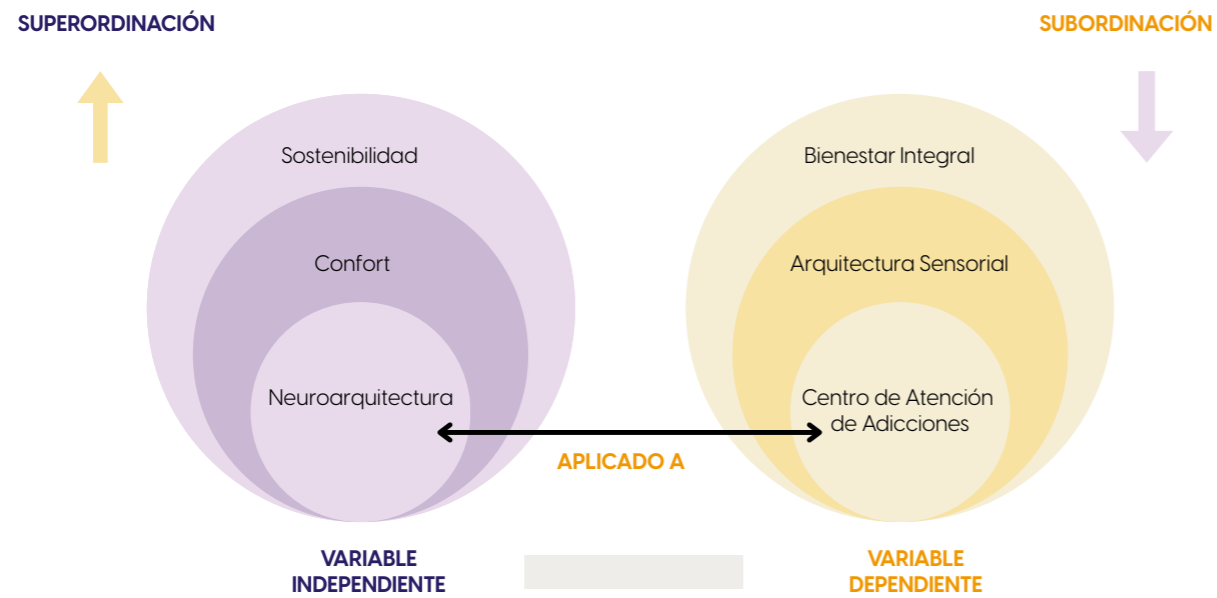 SUPERORDINACIÓN
SUBORDINACIÓN
Sostenibilidad
Bienestar Integral
Confort
Arquitectura Sensorial
Neuroarquitectura
Centro de Atención
de Adicciones
APLICADO A
VARIABLE
INDEPENDIENTE
VARIABLE
DEPENDIENTE